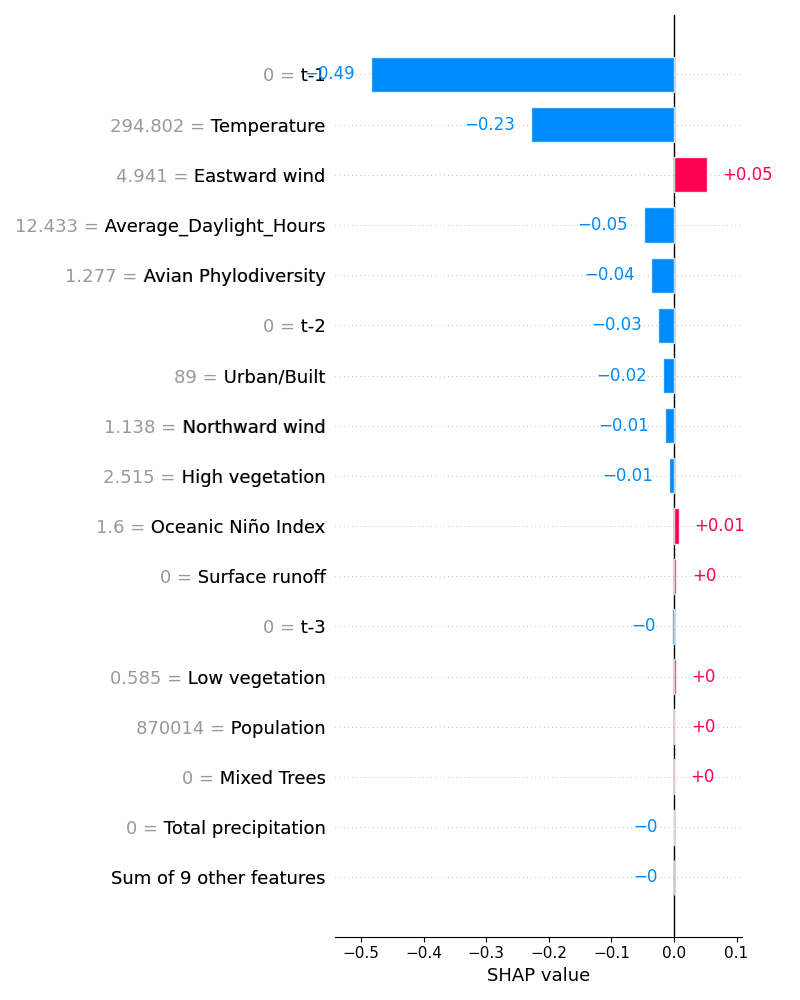 0 = t-1 −0.49
294.802 = Temperature −0.23
4.941 = Eastward wind +0.05
12.433 = Average_Daylight_Hours −0.05
1.277 = Avian Phylodiversity −0.04
0 = t-2 −0.03
89 = Urban/Built −0.02
1.138 = Northward wind −0.01
2.515 = High vegetation −0.01
1.6 = Oceanic Niño Index +0.01
0 = Surface runoff +0
0 = t-3 −0
0.585 = Low vegetation +0
870014 = Population +0
0 = Mixed Trees +0
0 = Total precipitation −0
Sum of 9 other features −0
−0.5 −0.4 −0.3 −0.2 −0.1 0.0 0.1
SHAP value